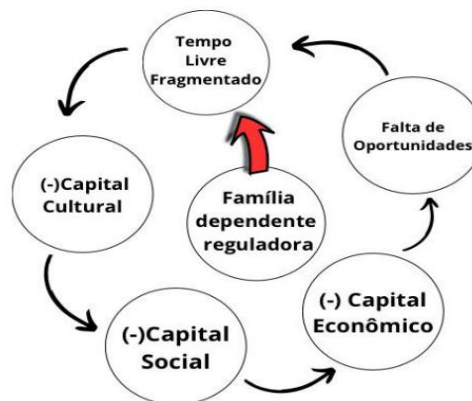 Tempo
Livre
Fragmentado
Falta de
Oportunidades
(-)Capital
Cultural
Família
dependente
reguladora
(-)Capital
Social
(-) Capital
Econômico